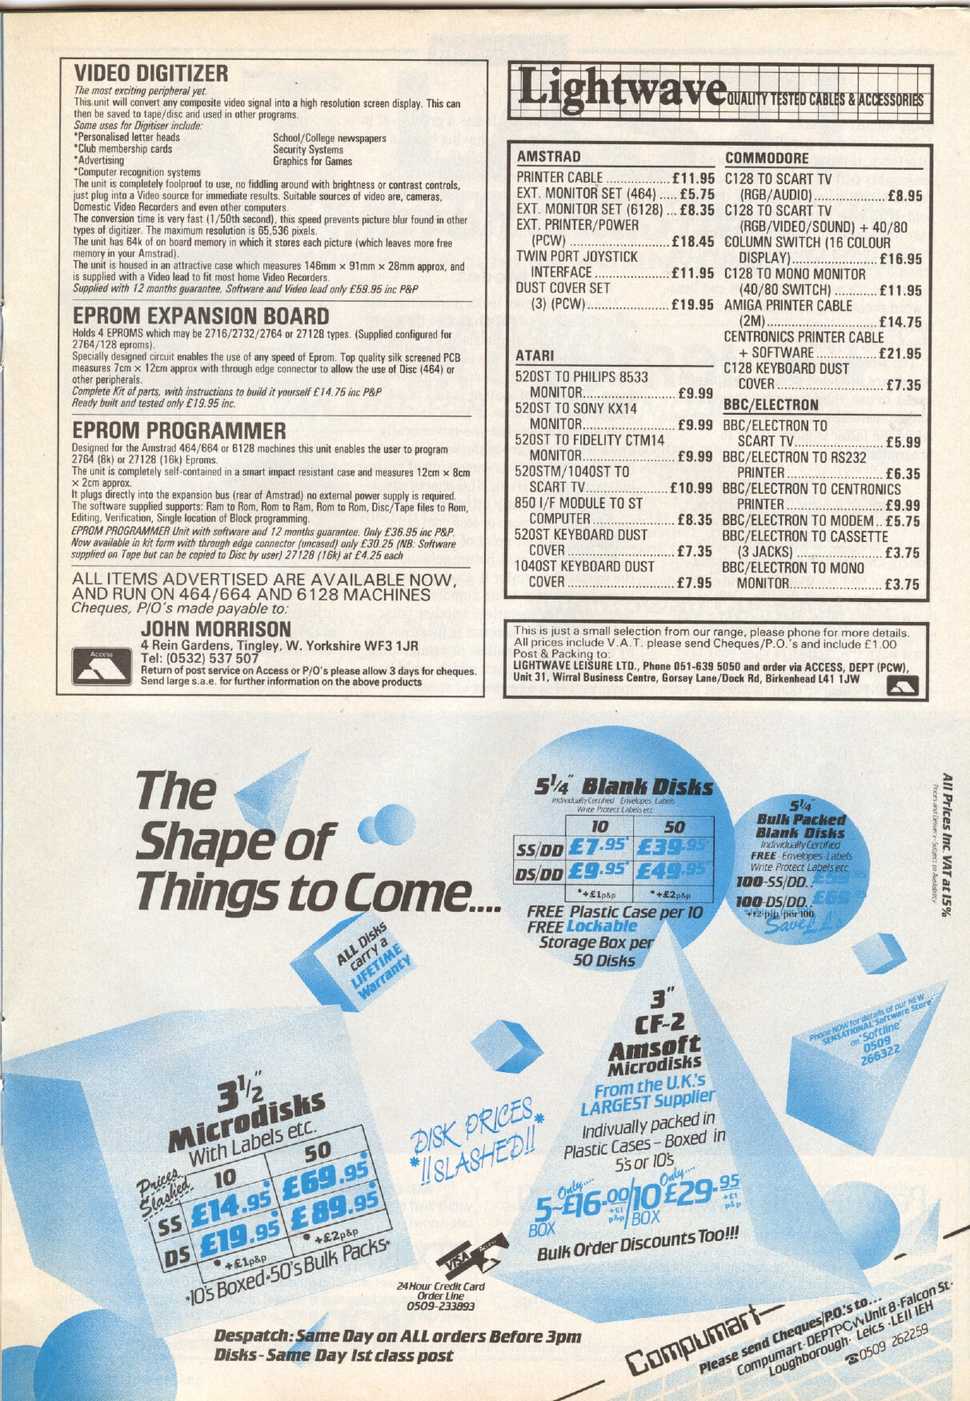 VIDEO DIGITIZER
The most exciting peripheral yet.
This unit will convert any composite video signal into a high resolution screen display. This can
then be saved to tape/disc and used in other programs.
Some uses for Digitiser include:
*Personalised letter heads
*Club membership cards
*Advertising
*Computer recognition systems
School/College newspapers
Security Systems
Graphics for Games
The unit is completely foolproof to use, no fiddling around with brightness or contrast controls,
just plug into a Video source for immediate results. Suitable sources of video are, cameras,
Domestic Video Recorders and even other computers.
The conversion time is very fast (1/50th second), this speed prevents picture blur found in other
types of digitizer. The maximum resolution is 65,536 pixels.
The unit has 64k of on board memory in which it stores each picture (which leaves more free
memory in your Amstrad).
The unit is housed in an attractive case which measures 146mm × 91mm × 28mm approx, and
is supplied with a Video lead to fit most home Video Recorders.
Supplied with 12 months guarantee, Software and Video lead only £59.95 inc P&P
EPROM EXPANSION BOARD
Holds 4 EPROMS which may be 2716/2732/2764 or 27128 types. (Supplied configured for
2764/128 eproms).
Specially designed circuit enables the use of any speed of Eprom. Top quality silk screened PCB
measures 7cm × 12cm approx with through edge connector to allow the use of Disc (464) or
other peripherals.
Complete Kit of parts, with instructions to build it yourself £14.75 inc P&P
Ready built and tested only £19.95 inc.
EPROM PROGRAMMER
Designed for the Amstrad 464/664 or 6128 machines this unit enables the user to program
2764 (8k) or 27128 (16k) Eproms.
The unit is completely self-contained in a smart impact resistant case and measures 12cm × 8cm
× 2cm approx.
It plugs directly into the expansion bus (rear of Amstrad) no external power supply is required.
The software supplied supports: Ram to Rom, Rom to Ram, Rom to Rom, Disc/Tape files to Rom,
Editing, Verification, Single location of Block programming.
EPROM PROGRAMMER Unit with software and 12 months guarantee. Only £36.95 inc P&P.
Now available in kit form with through edge connector (uncased) only £30.25 (NB: Software
supplied on Tape but can be copied to Disc by user) 27128 (16k) at £4.25 each
ALL ITEMS ADVERTISED ARE AVAILABLE NOW,
AND RUN ON 464/664 AND 6128 MACHINES
Cheques, P/O's made payable to:
JOHN MORRISON
4 Rein Gardens, Tingley, W. Yorkshire WF3 1JR
Tel: (0532) 537 507
Access
Return of post service on Access or P/O's please allow 3 days for cheques.
Send large s.a.e. for further information on the above products
Lightwave QUALITY TESTED CABLES & ACCESSORIES
AMSTRAD
PRINTER CABLE ................ £11.95
EXT. MONITOR SET (464) ..... £5.75
EXT. MONITOR SET (6128) ... £8.35
EXT. PRINTER/POWER
(PCW) ........................ £18.45
TWIN PORT JOYSTICK
INTERFACE .................. £11.95
DUST COVER SET
(3) (PCW) ..................... £19.95
ATARI
520ST TO PHILIPS 8533
MONITOR .................... £9.99
520ST TO SONY KX14
MONITOR .................... £9.99
520ST TO FIDELITY CTM14
MONITOR .................... £9.99
520STM/1040ST TO
SCART TV .................... £10.99
850 I/F MODULE TO ST
COMPUTER .................. £8.35
520ST KEYBOARD DUST
COVER ........................ £7.35
1040ST KEYBOARD DUST
COVER ........................ £7.95
COMMODORE
C128 TO SCART TV
(RGB/AUDIO) .................. £8.95
C128 TO SCART TV
(RGB/VIDEO/SOUND) + 40/80
COLUMN SWITCH (16 COLOUR
DISPLAY) ..................... £16.95
C128 TO MONO MONITOR
(40/80 SWITCH) ........... £11.95
AMIGA PRINTER CABLE
(2M) ............................ £14.75
CENTRONICS PRINTER CABLE
+ SOFTWARE ............... £21.95
C128 KEYBOARD DUST
COVER ........................ £7.35
BBC/ELECTRON
BBC/ELECTRON TO
SCART TV .................... £5.99
BBC/ELECTRON TO RS232
PRINTER ...................... £6.35
BBC/ELECTRON TO CENTRONICS
PRINTER ...................... £9.99
BBC/ELECTRON TO MODEM .. £5.75
BBC/ELECTRON TO CASSETTE
(3 JACKS) .................... £3.75
BBC/ELECTRON TO MONO
MONITOR .................... £3.75
This is just a small selection from our range, please phone for more details.
All prices include V.A.T. please send Cheques/P.O.'s and include £1.00
Post & Packing to:
LIGHTWAVE LEISURE LTD., Phone 051-639 5050 and order via ACCESS, DEPT (PCW),
Unit 31, Wirral Business Centre, Gorsey Lane/Dock Rd, Birkenhead L41 1JW
The
Shape of
Things to Come....
5¼" Blank Disks
Individually Certified Envelopes Labels
Write Protect Labels etc
10 50
SS/DD £7.95* £39.95*
DS/DD £9.95* £49.95*
*+£1p&p *+£2p&p
FREE Plastic Case per 10
FREE Lockable
Storage Box per
50 Disks
5¼"
Bulk Packed
Blank Disks
Individually Certified
FREE - Envelopes - Labels
Write Protect Labels etc
100-SS/DD..
100-DS/DD..
*+£2 p/p/per 100
Save
All Prices Inc VAT at 15%
Prices and Delivery - Subject to Availability
ALL Disks
carry a
LIFETIME
Warranty
Phone NOW for details of our NEW
SENSATIONAL 'Software Store'
on 'Softline'
0509
266322
3"
CF-2
Amsoft
Microdisks
From the U.K.'s
LARGEST Supplier
Indivually packed in
Plastic Cases - Boxed in
5's or 10's
Only.... Only....
5~£16.00/10 £29.95
BOX +£1 p&p BOX +£1 p&p
Bulk Order Discounts Too!!!
DISK PRICES
*!!SLASHED!!*
3½"
Microdisks
With Labels etc.
Prices
Slashed
10 50
SS £14.95* £69.95*
DS £19.95* £89.95*
*+£1p&p *+£2p&p
*10's Boxed*50's Bulk Packs*
VISA Access
24 Hour Credit Card
Order Line
0509-233893
Despatch: Same Day on ALL orders Before 3pm
Disks - Same Day 1st class post
Compumart
Please send Cheques/P.O.'s to...
Compumart·DEPT PCW Unit 8·Falcon St·
Loughborough· Leics·LE11 1EH
☎0509 262259